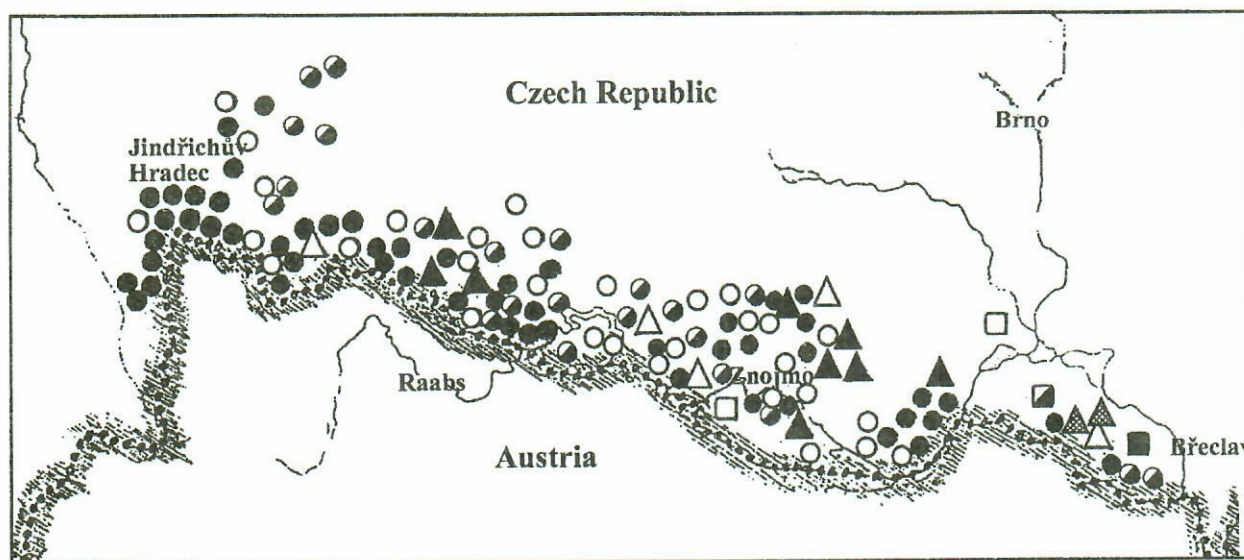 Czech Republic
Brno
Jindřichův
Hradec
Raabs
Znojmo
Austria
Břeclav